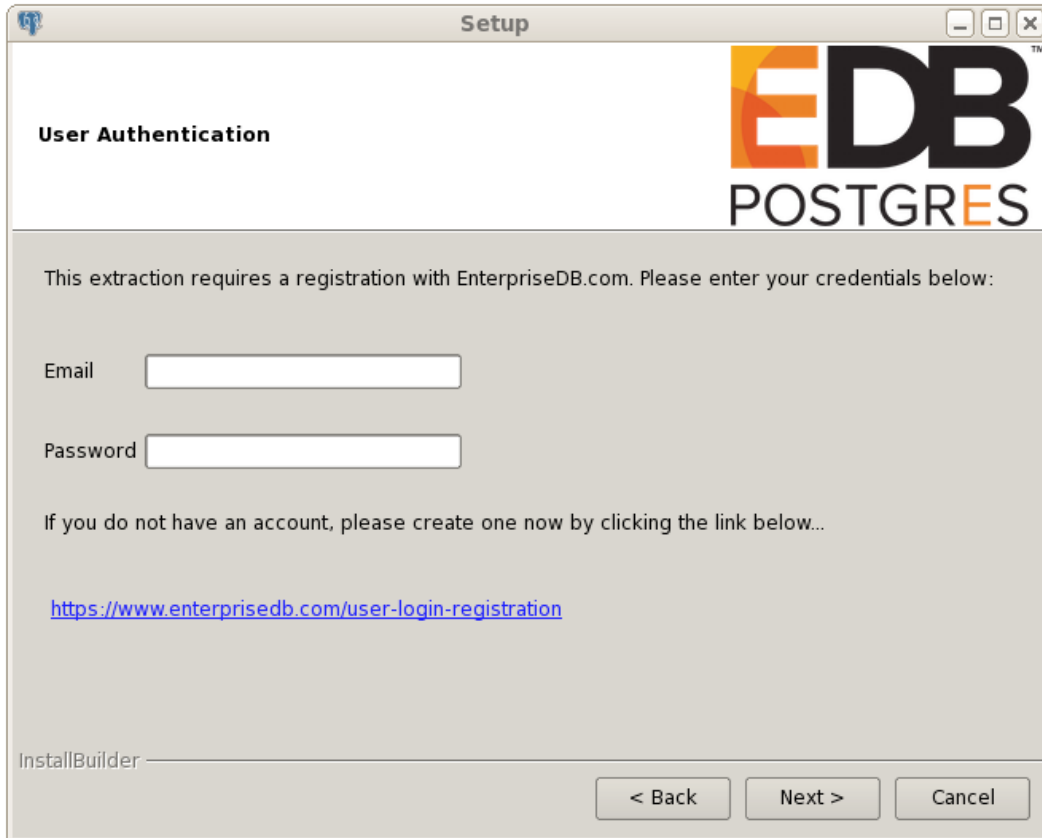 Setup
User Authentication
EDB™
POSTGRES
This extraction requires a registration with EnterpriseDB.com. Please enter your credentials below:
Email
Password
If you do not have an account, please create one now by clicking the link below...
https://www.enterprisedb.com/user-login-registration
InstallBuilder
< Back Next > Cancel